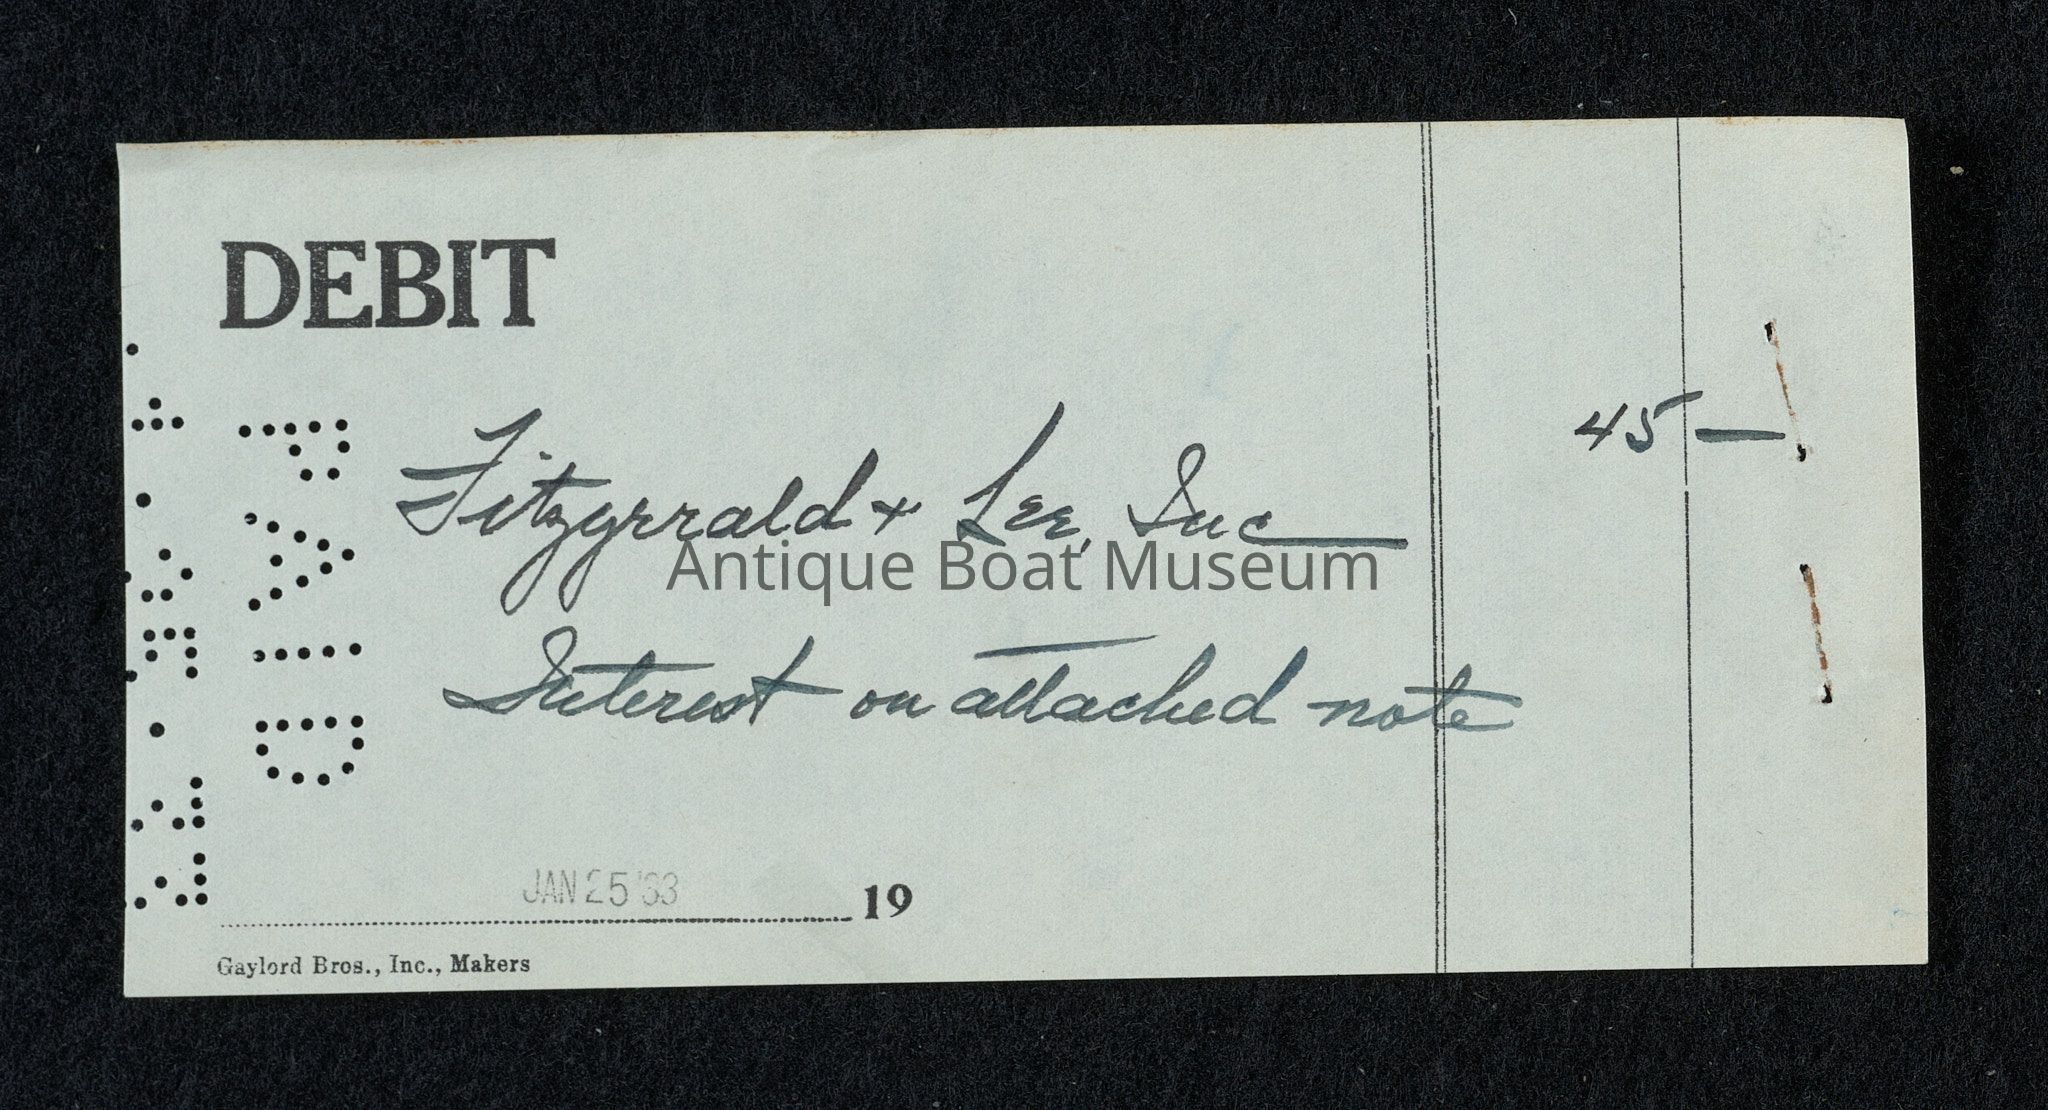 DEBIT
PAID
45 —
Fitzgerald + Lee, Inc
Antique Boat Museum
Interest on attached note
JAN 25 '33
19
Gaylord Bros., Inc., Makers